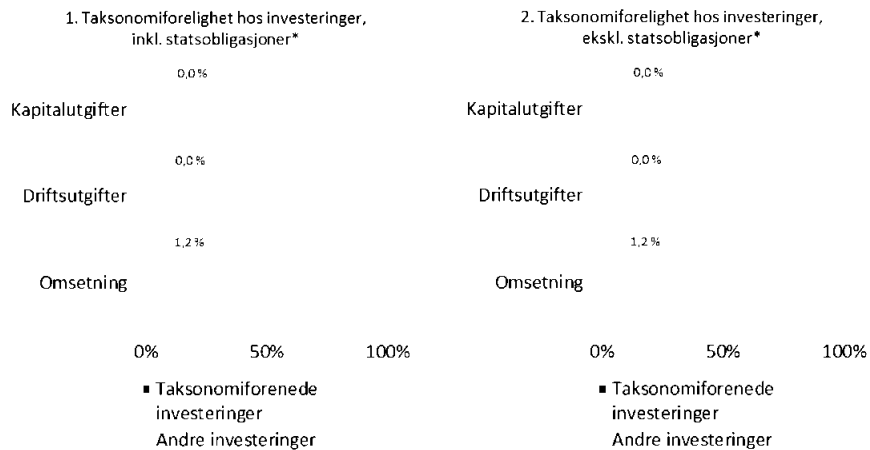 1. Taksonomiforelighet hos investeringer,
inkl. statsobligasjoner*
0,0 %
Kapitalutgifter
0,0 %
Driftsutgifter
1,2 %
Omsetning
0% 50% 100%
Taksonomiforenede
investeringer
Andre investeringer
2. Taksonomiforelighet hos investeringer,
ekskl. statsobligasjoner*
0,0 %
Kapitalutgifter
0,0 %
Driftsutgifter
1,2 %
Omsetning
0% 50% 100%
Taksonomiforenede
investeringer
Andre investeringer